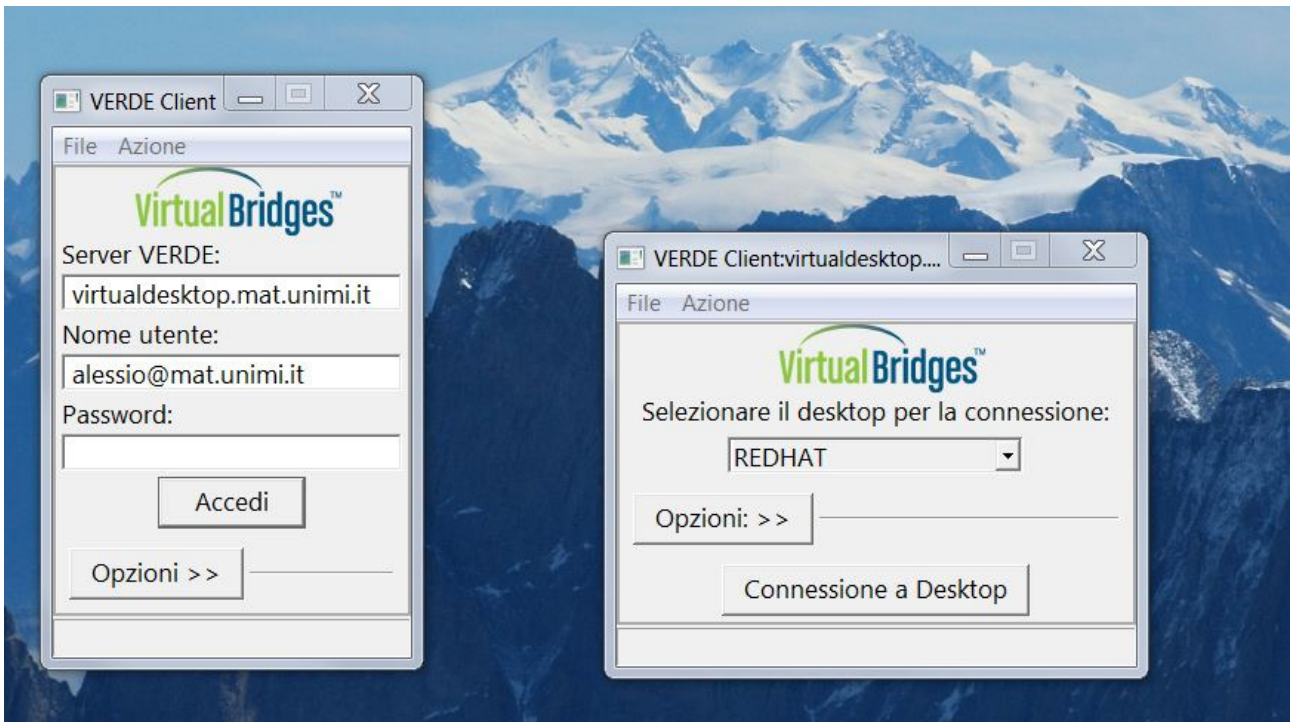 VERDE Client
File Azione
VirtualBridges™
Server VERDE:
virtualdesktop.mat.unimi.it
Nome utente:
alessio@mat.unimi.it
Password:
Accedi
Opzioni >>
VERDE Client:virtualdesktop....
File Azione
VirtualBridges™
Selezionare il desktop per la connessione:
REDHAT
Opzioni: >>
Connessione a Desktop